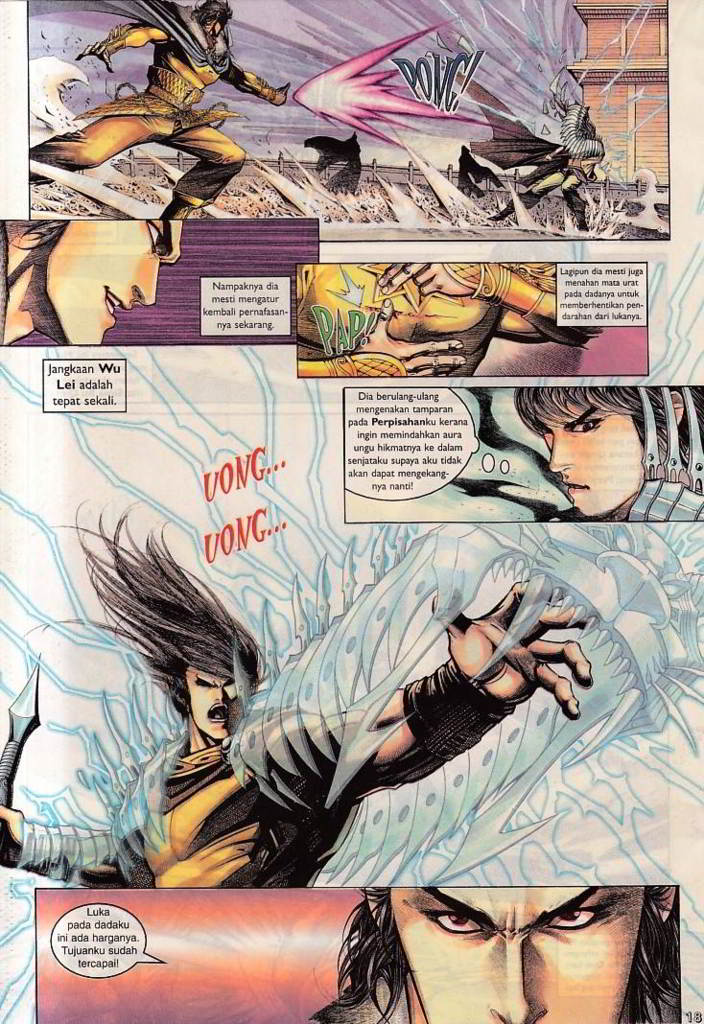 PONG!
Nampaknya dia
mesti mengatur
kembali pernafasan-
nya sekarang.
PAP!
Lagipun dia mesti juga
menahan mata urat
pada dadanya untuk
memberhentikan pen-
darahan dari lukanya.
Jangkaan Wu
Lei adalah
tepat sekali.
Dia berulang-ulang
mengenakan tamparan
pada Perpisahanku kerana
ingin memindahkan aura
ungu hikmatnya ke dalam
senjataku supaya aku tidak
akan dapat mengekang-
nya nanti!
UONG...
UONG...
Luka
pada dadaku
ini ada harganya.
Tujuanku sudah
tercapai!
18